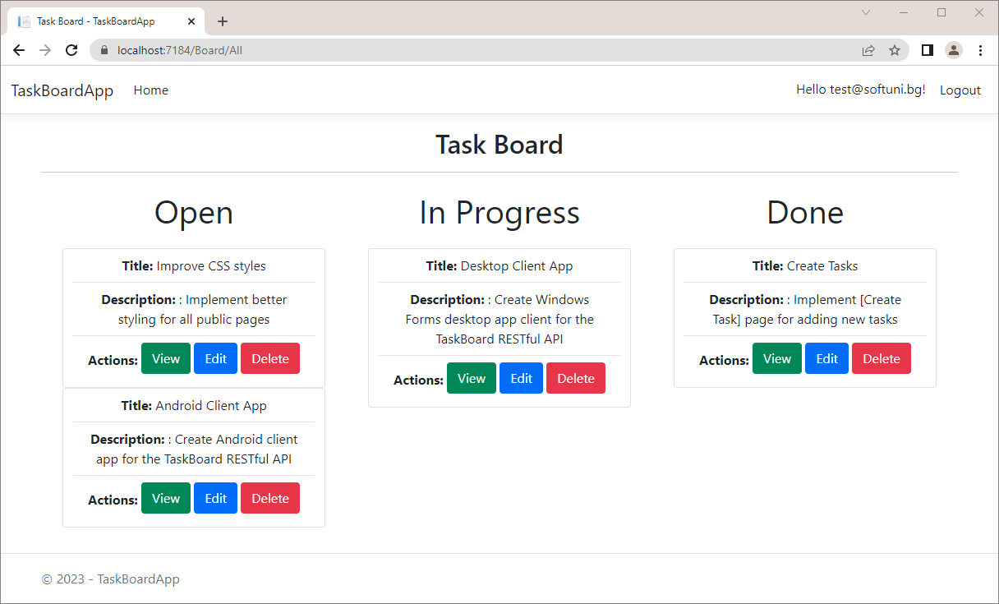 Task Board - TaskBoardApp
localhost:7184/Board/All
TaskBoardApp Home Hello test@softuni.bg! Logout
Task Board
Open
Title: Improve CSS styles
Description: : Implement better
styling for all public pages
Actions: View Edit Delete
Title: Android Client App
Description: : Create Android client
app for the TaskBoard RESTful API
Actions: View Edit Delete
In Progress
Title: Desktop Client App
Description: : Create Windows
Forms desktop app client for the
TaskBoard RESTful API
Actions: View Edit Delete
Done
Title: Create Tasks
Description: : Implement [Create
Task] page for adding new tasks
Actions: View Edit Delete
© 2023 - TaskBoardApp